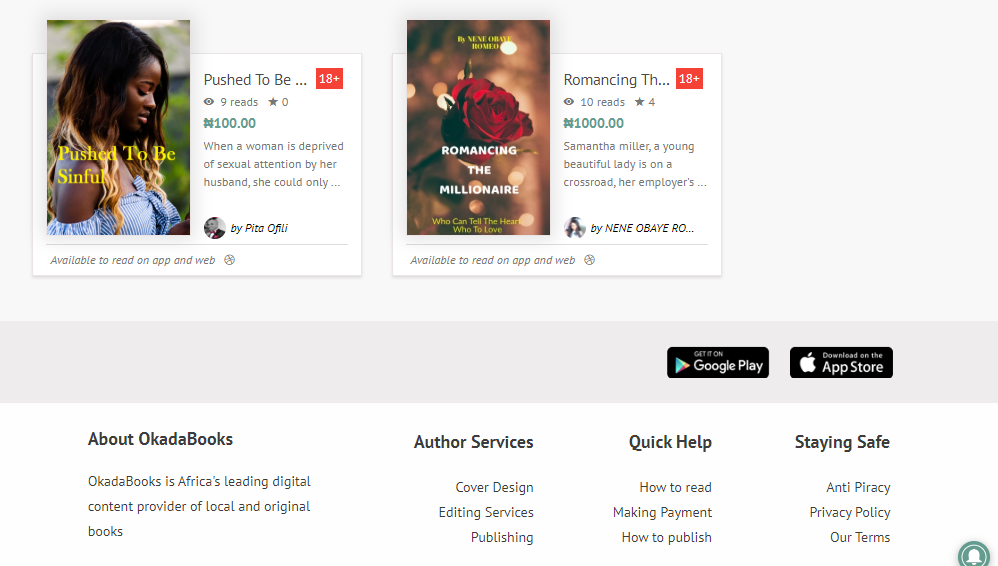 Pushed To Be
Sinful
Pushed To Be ...
18+
9 reads
0
₦100.00
When a woman is deprived
of sexual attention by her
husband, she could only ...
by Pita Ofili
Available to read on app and web
By NENE OBAYE
ROMEO
ROMANCING
THE
MILLIONAIRE
Who Can Tell The Heart
Who To Love
Romancing Th...
18+
10 reads
4
₦1000.00
Samantha miller, a young
beautiful lady is on a
crossroad, her employer's ...
by NENE OBAYE RO...
Available to read on app and web
GET IT ON
Google Play
Download on the
App Store
About OkadaBooks
OkadaBooks is Africa's leading digital
content provider of local and original
books
Author Services
Cover Design
Editing Services
Publishing
Quick Help
How to read
Making Payment
How to publish
Staying Safe
Anti Piracy
Privacy Policy
Our Terms